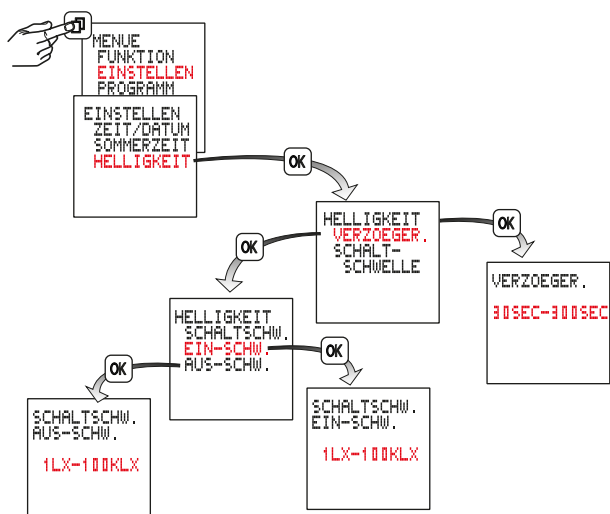 MENUE
FUNKTION
EINSTELLEN
PROGRAMM
EINSTELLEN
ZEIT/DATUM
SOMMERZEIT
HELLIGKEIT
OK
HELLIGKEIT
VERZOEGER.
SCHALT-
SCHWELLE
OK
OK
VERZOEGER.
30SEC-300SEC
HELLIGKEIT
SCHALTSCHW.
EIN-SCHW.
AUS-SCHW.
OK
OK
SCHALTSCHW.
AUS-SCHW.
1LX-100KLX
SCHALTSCHW.
EIN-SCHW.
1LX-100KLX